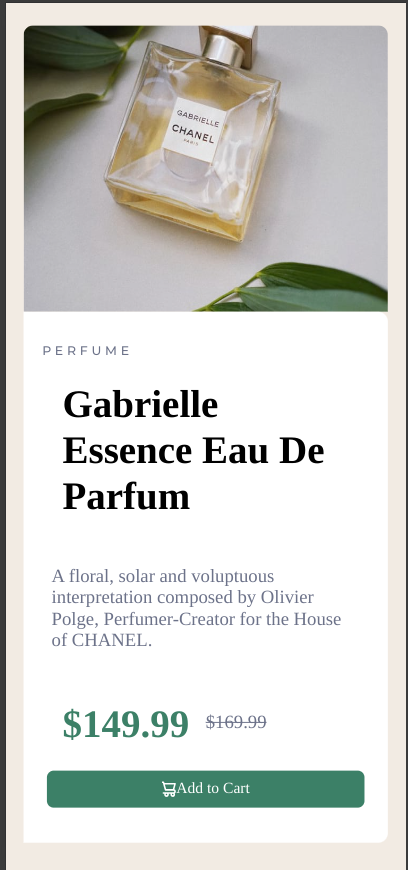 GABRIELLE
CHANEL
PARIS
PERFUME
Gabrielle
Essence Eau De
Parfum
A floral, solar and voluptuous
interpretation composed by Olivier
Polge, Perfumer-Creator for the House
of CHANEL.
$149.99 $169.99
Add to Cart